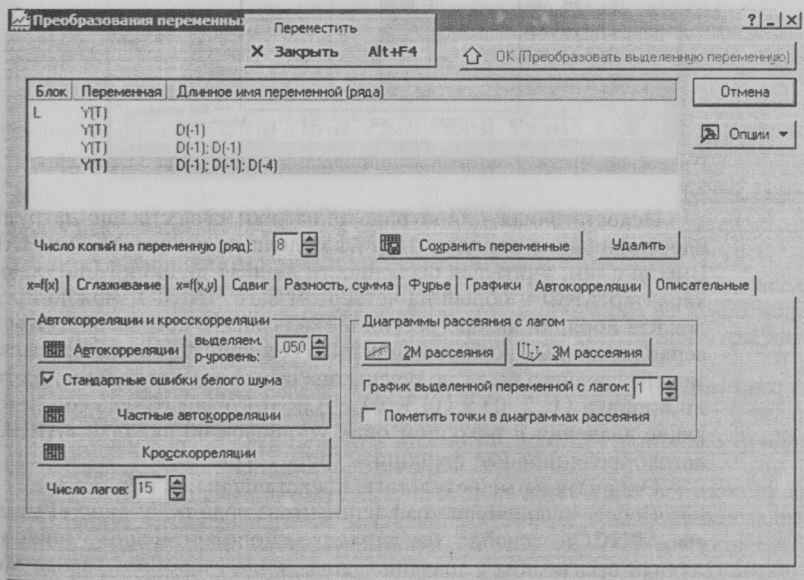 Преобразования переменных
Переместить
X Закрыть Alt+F4
OK (Преобразовать выделенную переменную)
Блок Переменная Длинное имя переменной (ряда)
L Y(T)
Y(T) D(-1)
Y(T) D(-1); D(-1)
Y(T) D(-1); D(-1); D(-4)
Отмена
Опции
Число копий на переменную (ряд): 8
Сохранить переменные
Удалить
x=f(x) Сглаживание x=f(x,y) Сдвиг Разность, сумма Фурье Графики Автокорреляции Описательные
Автокорреляции и кросскорреляции
Автокорреляции
выделяем. p-уровень: ,050
Стандартные ошибки белого шума
Частные автокорреляции
Кросскорреляции
Число лагов: 15
Диаграммы рассеяния с лагом
2М рассеяния
3М рассеяния
График выделенной переменной с лагом: 1
Пометить точки в диаграммах рассеяния